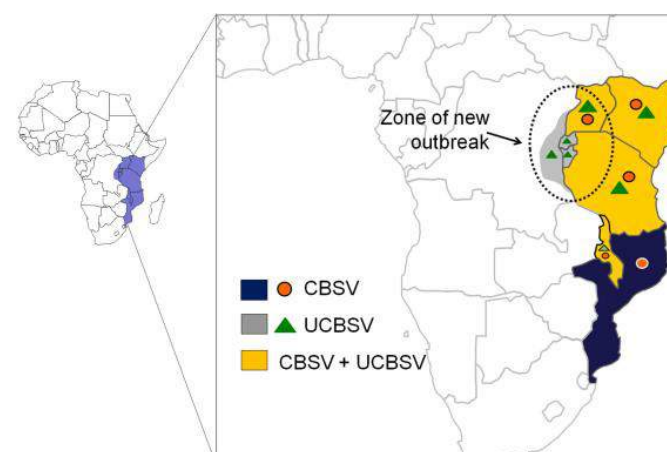 Zone of new
outbreak
CBSV
UCBSV
CBSV + UCBSV